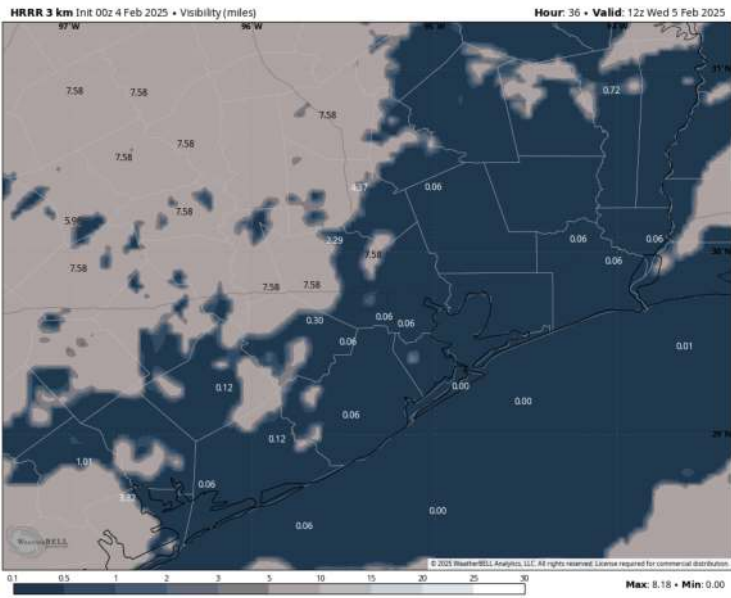 HRRR 3 km Init 00z 4 Feb 2025 • Visibility (miles)
Hour: 36 • Valid: 12z Wed 5 Feb 2025
97°W 96°W 95°W
31°N
7.58 7.58 0.72
7.58
7.58
7.58
4.37 0.06
7.58
2.29 0.06 0.06
30°N
7.58 0.06
7.58
7.58 7.58
0.30 0.06 0.06
0.06 0.01
0.12 0.00
0.00
0.06
0.12 29°N
1.01
0.06
3.32
0.00
0.06
WeatherBELL
© 2025 WeatherBELL Analytics, LLC. All rights reserved. License required for commercial distribution.
0.1 0.5 1 2 3 5 10 15 20 25 30
Max: 8.18 • Min: 0.00